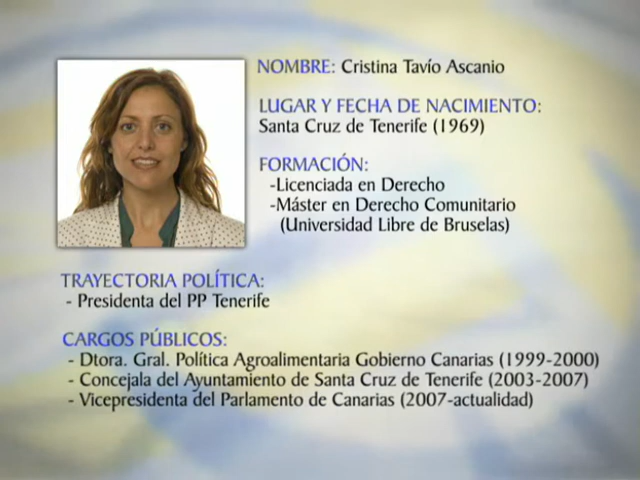 NOMBRE: Cristina Tavío Ascanio
LUGAR Y FECHA DE NACIMIENTO:
Santa Cruz de Tenerife (1969)
FORMACIÓN:
-Licenciada en Derecho
-Máster en Derecho Comunitario
(Universidad Libre de Bruselas)
TRAYECTORIA POLÍTICA:
- Presidenta del PP Tenerife
CARGOS PÚBLICOS:
- Dtora. Gral. Política Agroalimentaria Gobierno Canarias (1999-2000)
- Concejala del Ayuntamiento de Santa Cruz de Tenerife (2003-2007)
- Vicepresidenta del Parlamento de Canarias (2007-actualidad)